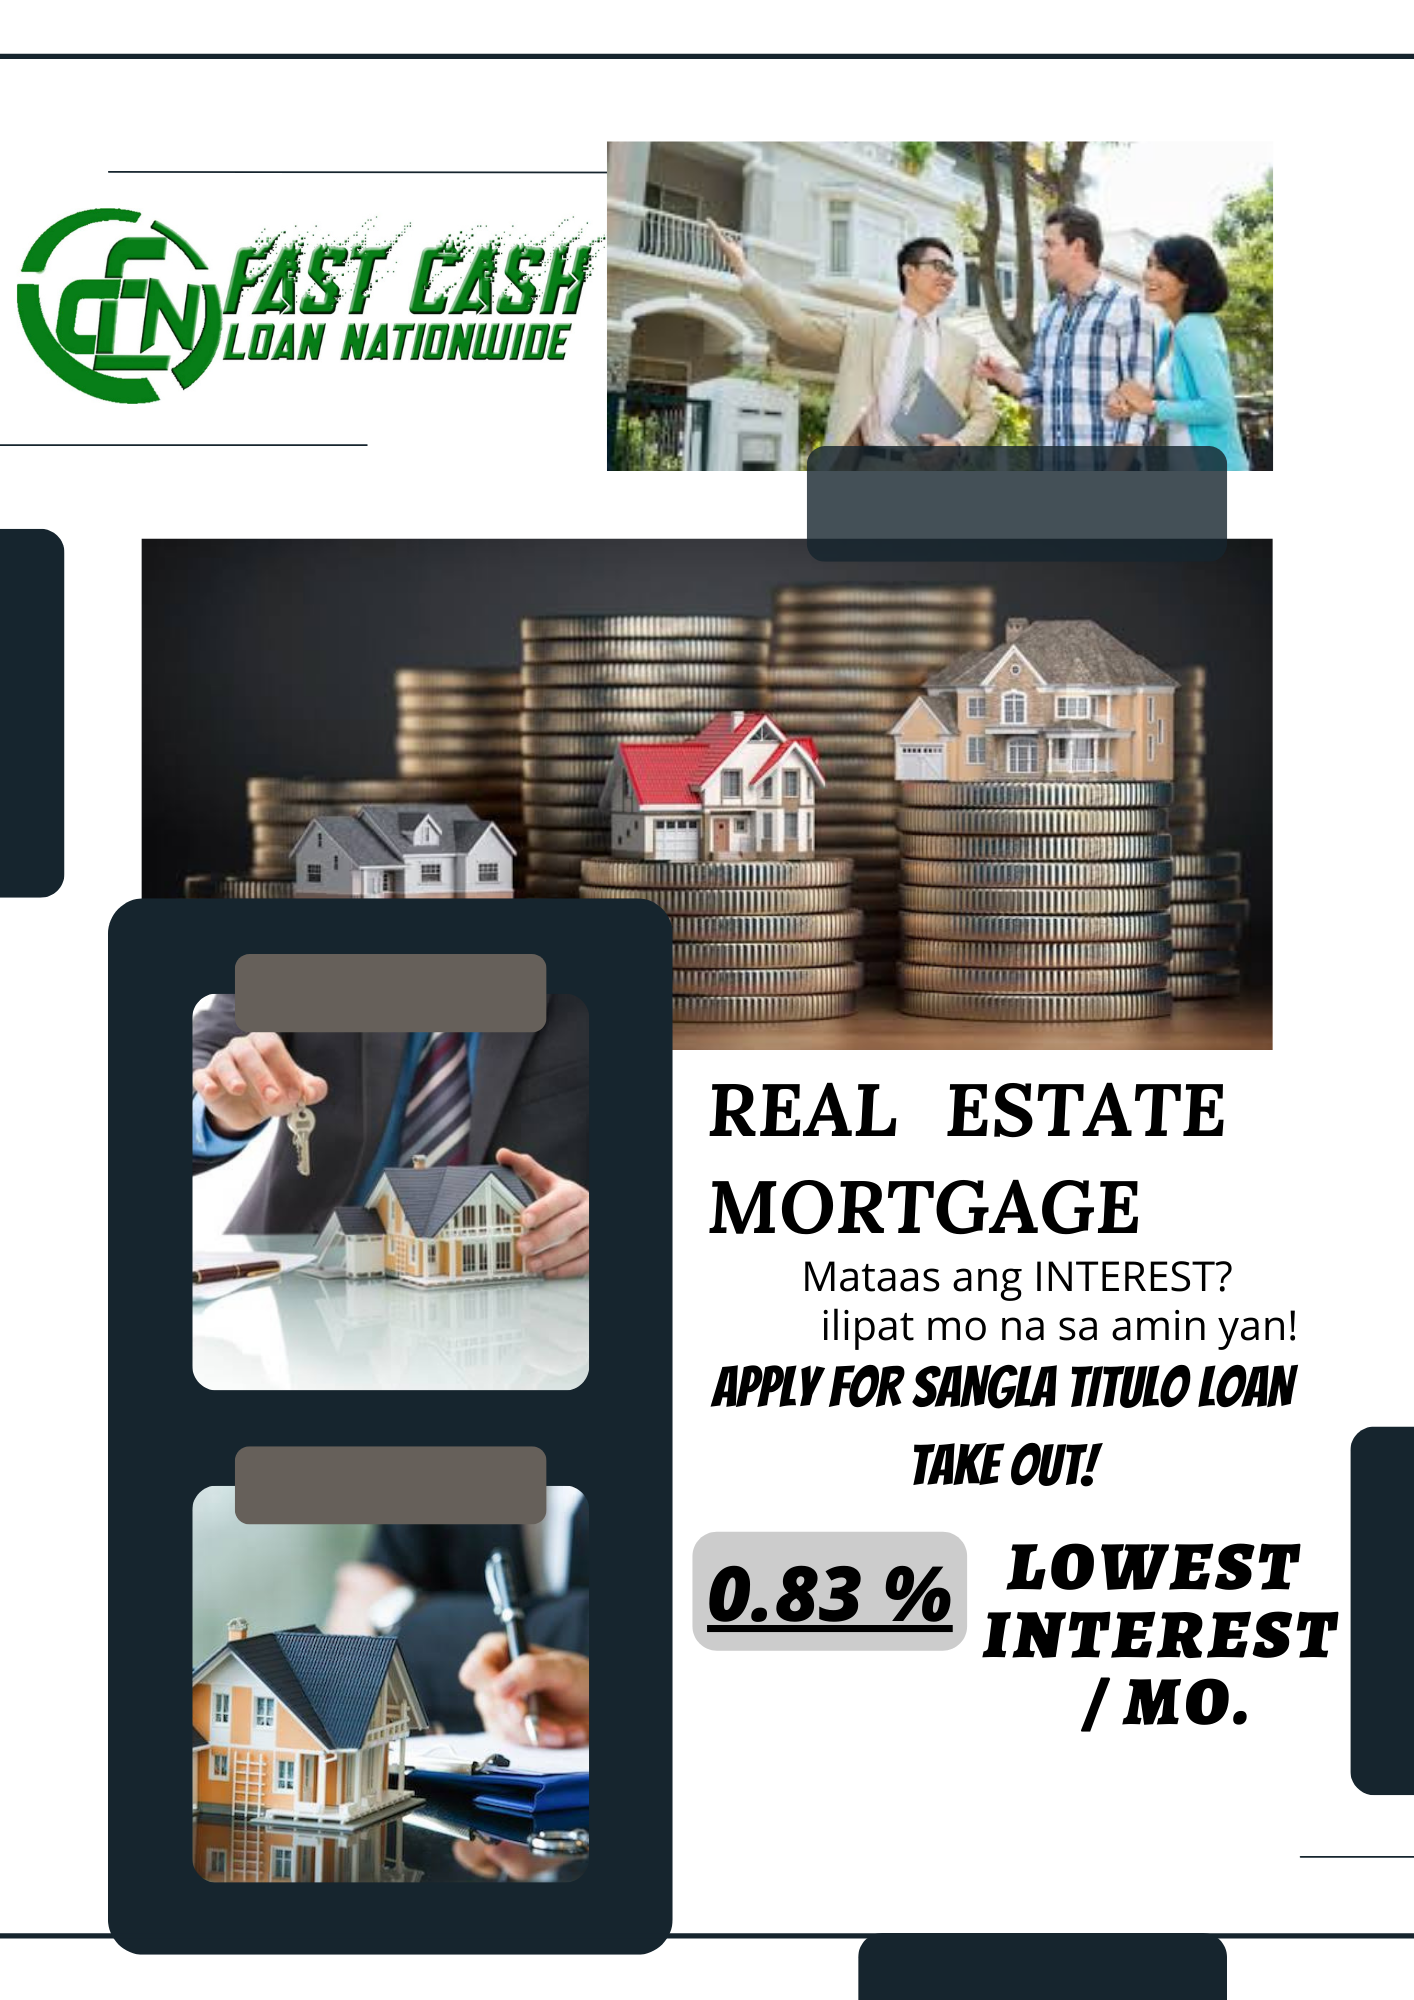 FAST CASH
LOAN NATIONWIDE
REAL ESTATE
MORTGAGE
Mataas ang INTEREST?
ilipat mo na sa amin yan!
APPLY FOR SANGLA TITULO LOAN
TAKE OUT!
0.83 %
LOWEST
INTEREST
/ MO.